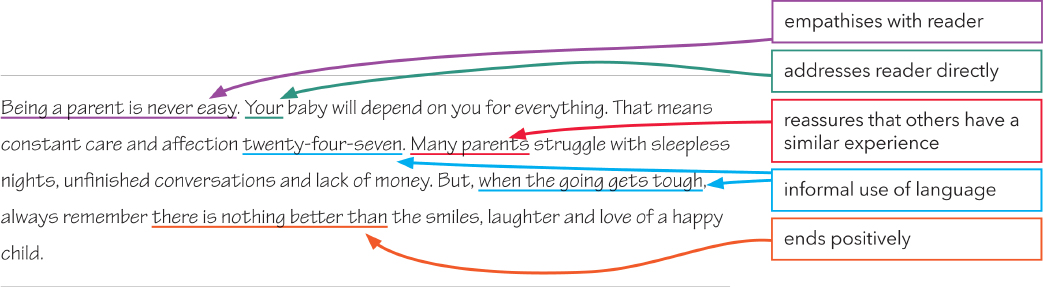 empathises with reader
addresses reader directly
reassures that others have a
similar experience
informal use of language
ends positively
Being a parent is never easy. Your baby will depend on you for everything. That means
constant care and affection twenty-four-seven. Many parents struggle with sleepless
nights, unfinished conversations and lack of money. But, when the going gets tough,
always remember there is nothing better than the smiles, laughter and love of a happy
child.